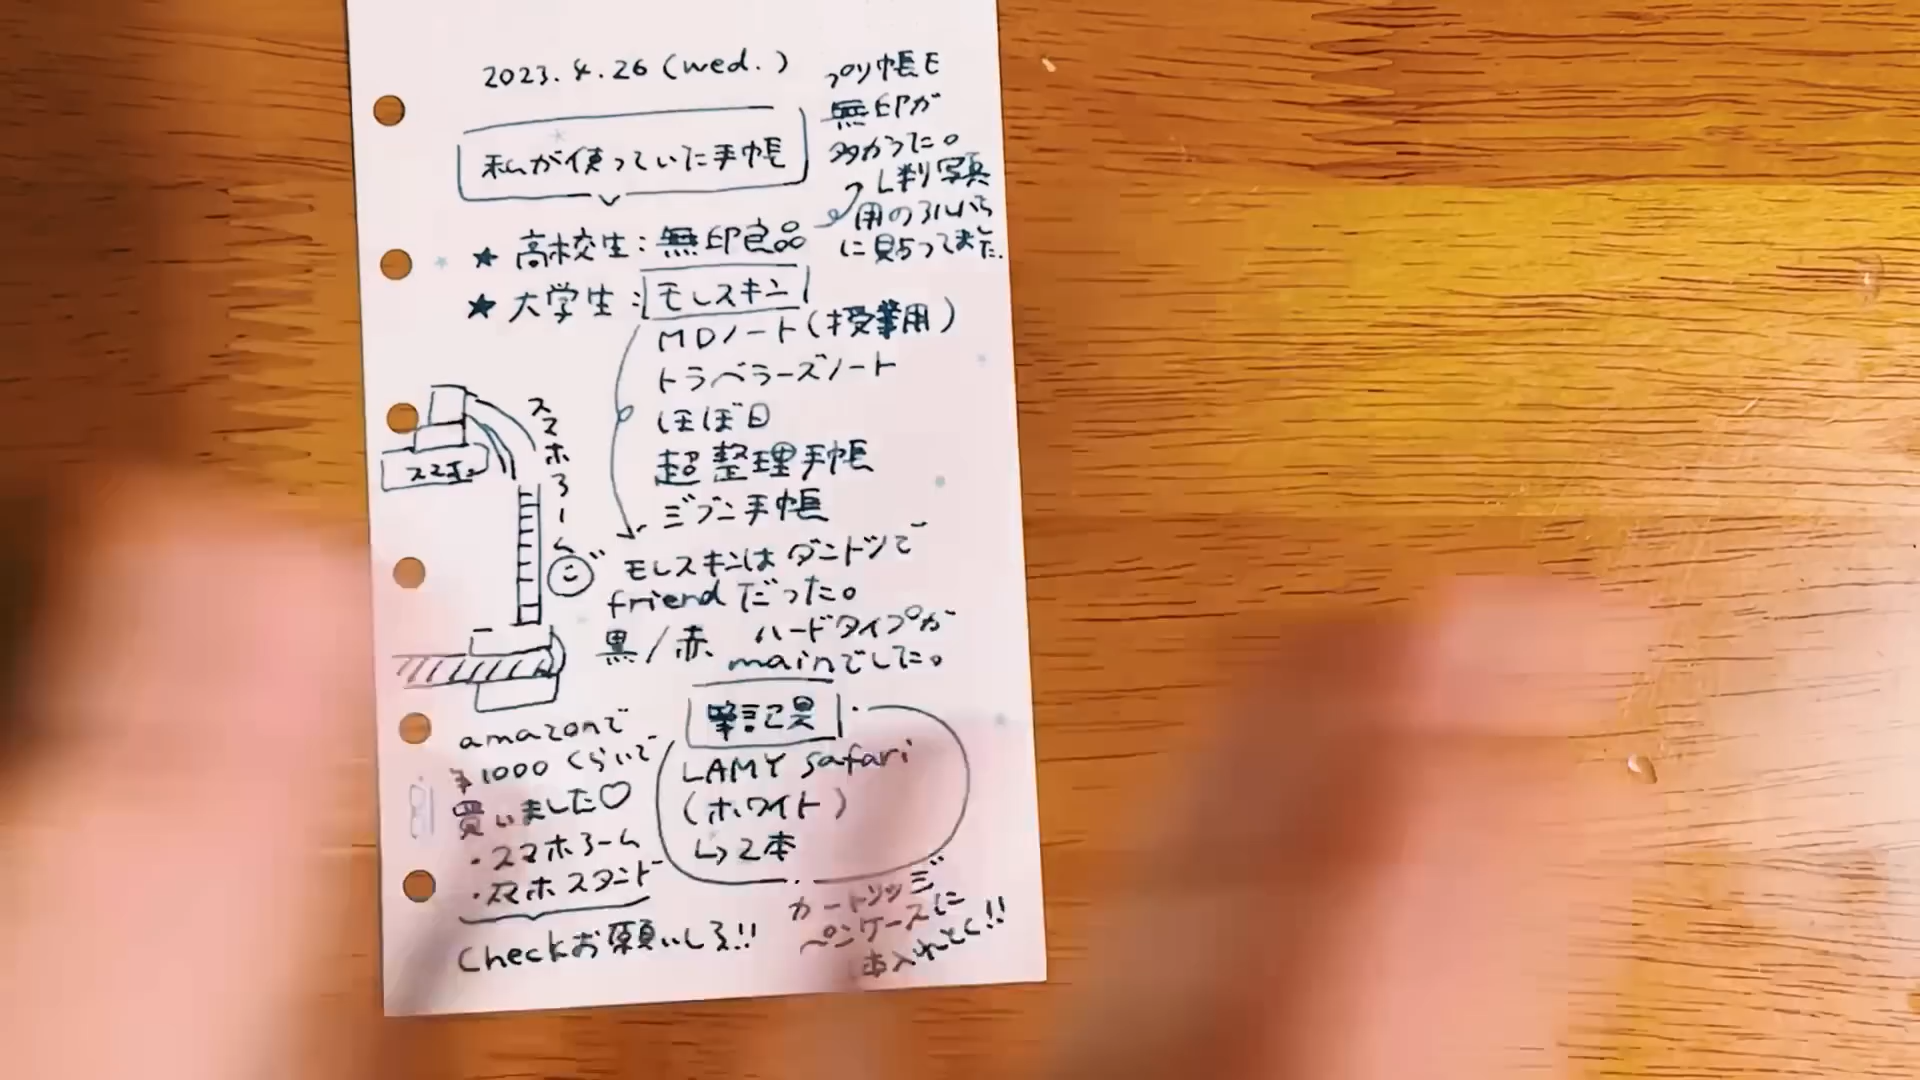 2023.4.26(wed.)
プリ帳も
無印が
多かった。
L判写真
用のアルバム
に貼ってました.
私が使っていた手帳
★ 高校生:無印良品
★ 大学生:モレスキン
MDノート(授業用)
トラベラーズノート
ほぼ日
超整理手帳
ジブン手帳
スマホアーム
スマホ
モレスキンはダントツで
friendだった。
黒/赤 ハードタイプが
mainでした。
筆記具
LAMY safari
(ホワイト)
↳2本
カートリッジ
ペンケースに
入れとく!!
amazonで
¥1000くらいで
買いました♡
・スマホアーム
・スマホスタンド
Checkお願いしる!!